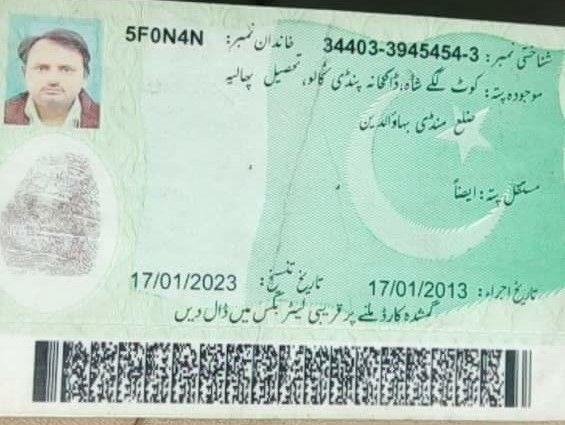 شناختی نمبر: 34403-3945454-3 خاندان نمبر: 5F0N4N
موجودہ پتہ: کوٹ لگے شاہ، ڈاکخانہ پنڈی کالو، تحصیل پھالیہ
ضلع منڈی بہاؤالدین
مستقل پتہ: ایضاً
تاریخ اجراء: 17/01/2013 تاریخ تنسیخ: 17/01/2023
گمشدہ کارڈ ملنے پر قریبی لیٹر بکس میں ڈال دیں